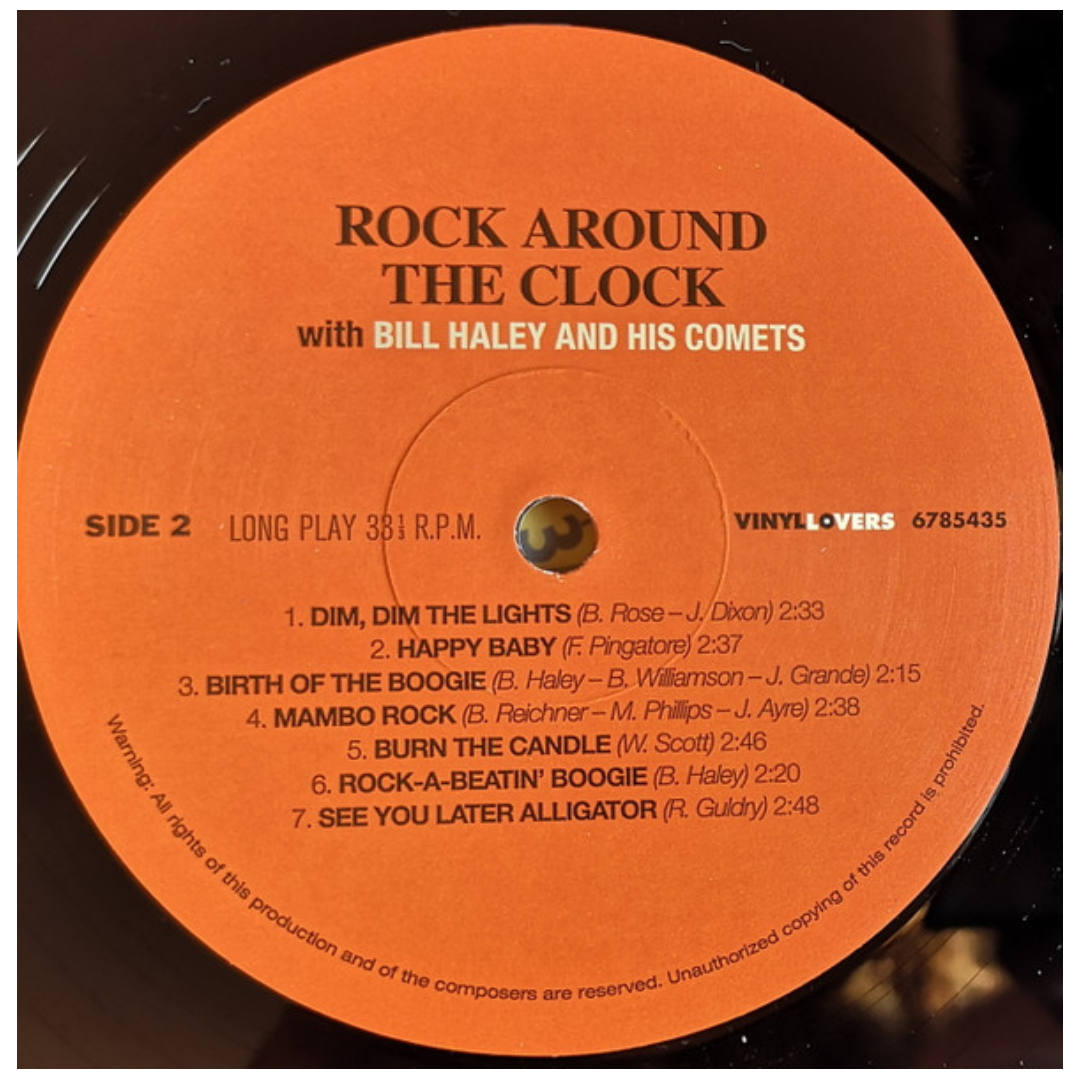 ROCK AROUND
THE CLOCK
with BILL HALEY AND HIS COMETS
SIDE 2 LONG PLAY 33⅓ R.P.M. VINYLLOVERS 6785435
1. DIM, DIM THE LIGHTS (B. Rose – J. Dixon) 2:33
2. HAPPY BABY (F. Pingatore) 2:37
3. BIRTH OF THE BOOGIE (B. Haley – B. Williamson – J. Grande) 2:15
4. MAMBO ROCK (B. Reichner – M. Phillips – J. Ayre) 2:38
5. BURN THE CANDLE (W. Scott) 2:46
6. ROCK-A-BEATIN' BOOGIE (B. Haley) 2:20
7. SEE YOU LATER ALLIGATOR (R. Guldry) 2:48
Warning: All rights of this production and of the composers are reserved. Unauthorized copying of this record is prohibited.